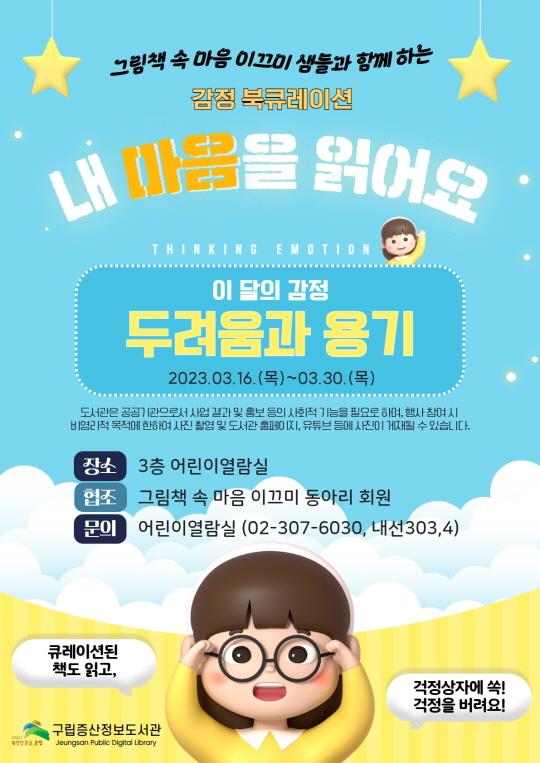 그림책 속 마음 이끄미 샘들과 함께 하는
감정 북큐레이션
내 마음을 읽어요
THINKING EMOTION
이 달의 감정
두려움과 용기
2023.03.16.(목)~03.30.(목)
도서관은 공공기관으로서 사업 결과 및 홍보 등의 사회적 기능을 필요로 하며, 행사 참여 시
비영리적 목적에 한하여 사진 촬영 및 도서관 홈페이지, 유튜브 등에 사진이 게재될 수 있습니다.
장소 3층 어린이열람실
협조 그림책 속 마음 이끄미 동아리 회원
문의 어린이열람실 (02-307-6030, 내선303,4)
큐레이션된
책도 읽고,
걱정상자에 쏙!
걱정을 버려요!
구립증산정보도서관
Jeungsan Public Digital Library